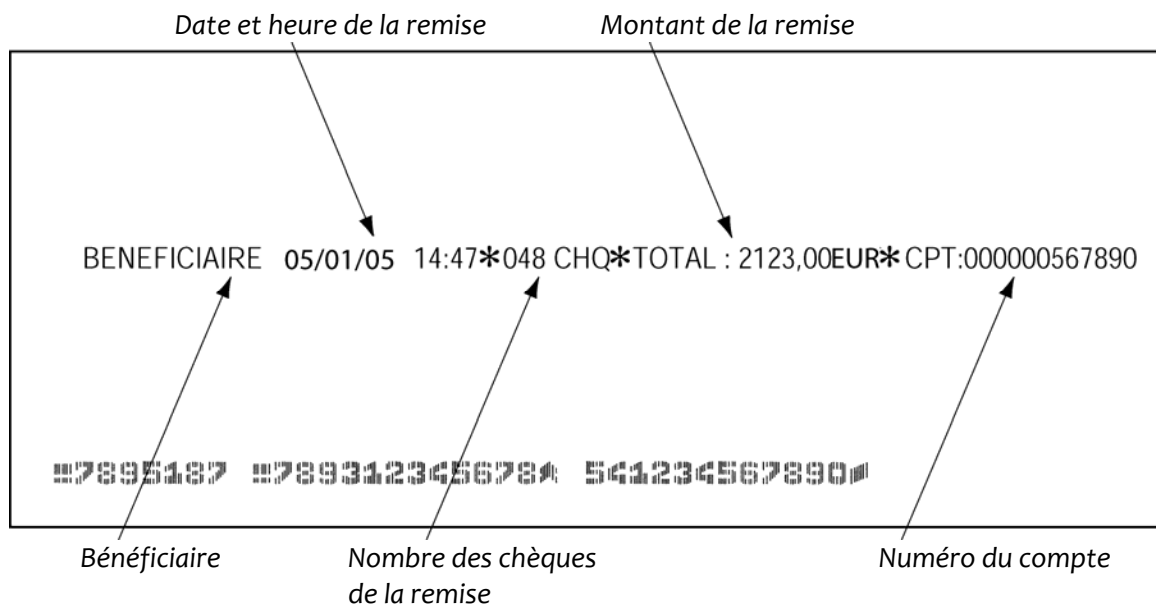 Date et heure de la remise Montant de la remise
BENEFICIAIRE 05/01/05 14:47*048 CHQ*TOTAL : 2123,00EUR* CPT:000000567890
⑈7895187 ⑈789312345678⑆ 541234567890⑇
Bénéficiaire Nombre des chèques Numéro du compte
de la remise